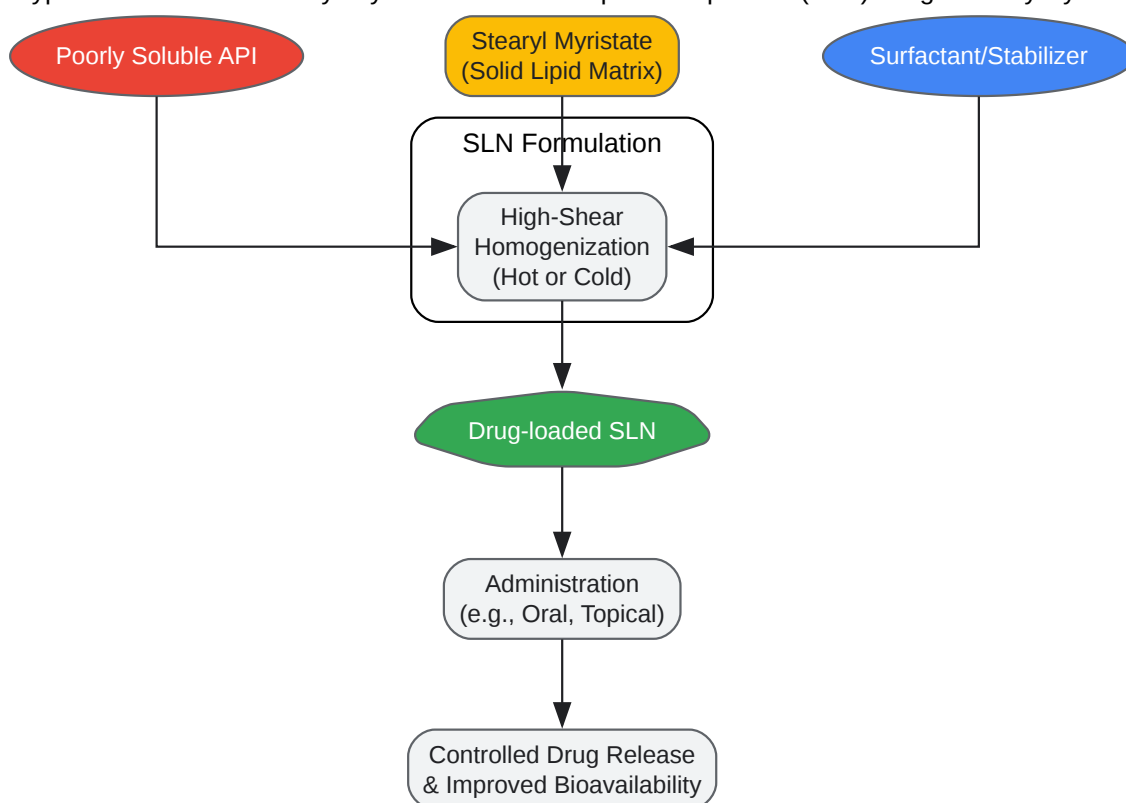 Poorly Soluble API
Stearyl Myristate
(Solid Lipid Matrix)
Surfactant/Stabilizer
SLN Formulation
High-Shear
Homogenization
(Hot or Cold)
Drug-loaded SLN
Administration
(e.g., Oral, Topical)
Controlled Drug Release
& Improved Bioavailability